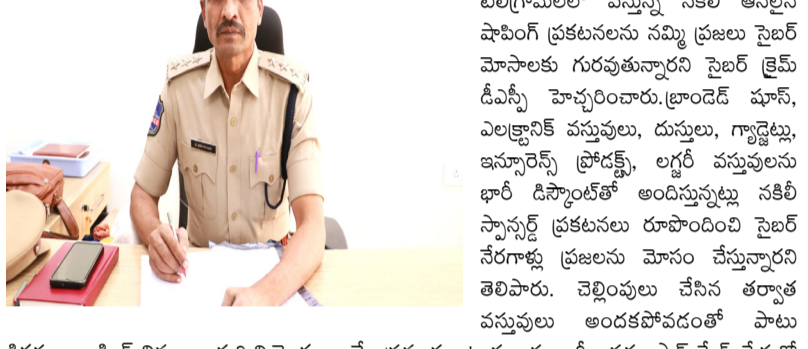 షాపింగ్ ప్రకటనలను నమ్మి ప్రజలు సైబర్
మోసాలకు గురవుతున్నారని సైబర్ క్రైమ్
డీఎస్పీ హెచ్చరించారు.బ్రాండెడ్ షూస్,
ఎలక్ట్రానిక్ వస్తువులు, దుస్తులు, గ్యాడ్జెట్లు,
ఇన్సూరెన్స్ ప్రోడక్ట్స్, లగ్జరీ వస్తువులను
భారీ డిస్కౌంట్‌తో అందిస్తున్నట్లు నకిలీ
స్పాన్సర్డ్ ప్రకటనలు రూపొందించి సైబర్
నేరగాళ్లు ప్రజలను మోసం చేస్తున్నారని
తెలిపారు. చెల్లింపులు చేసిన తర్వాత
వస్తువులు అందకపోవడంతో పాటు